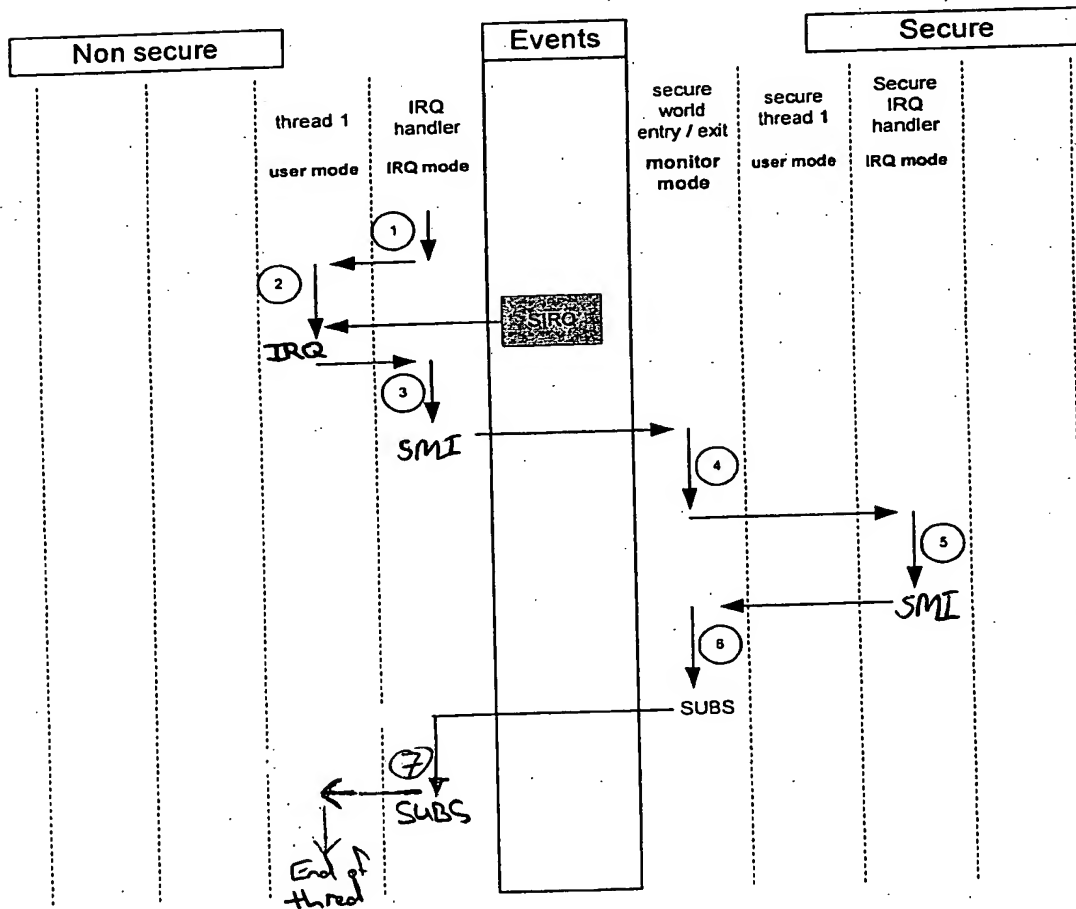 Non secure
Events
Secure
thread 1
user mode
IRQ
handler
IRQ mode
secure
world
entry / exit
monitor
mode
secure
thread 1
user mode
Secure
IRQ
handler
IRQ mode
1
2
SIRQ
IRQ
3
SMI
4
5
SMI
6
SUBS
7
SUBS
End of
thred